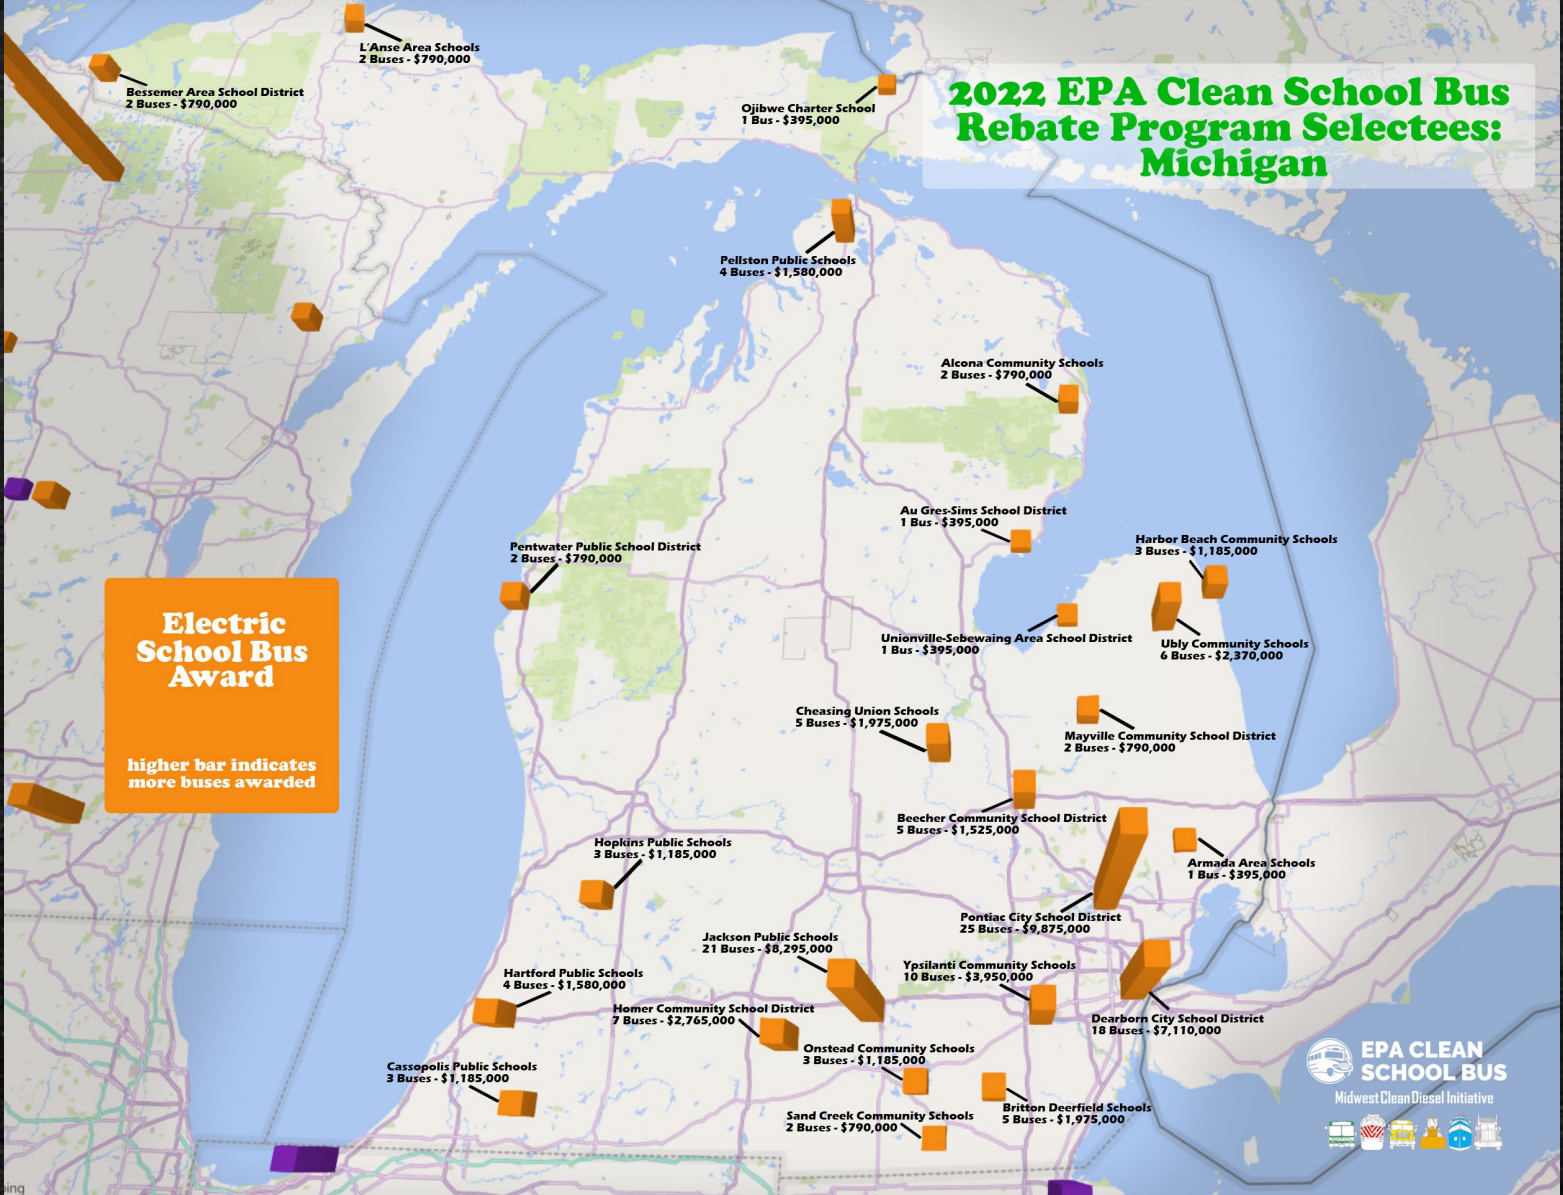 2022 EPA Clean School Bus
Rebate Program Selectees:
Michigan
L'Anse Area Schools
2 Buses - $790,000
Bessemer Area School District
2 Buses - $790,000
Ojibwe Charter School
1 Bus - $395,000
Pellston Public Schools
4 Buses - $1,580,000
Alcona Community Schools
2 Buses - $790,000
Au Gres-Sims School District
1 Bus - $395,000
Harbor Beach Community Schools
3 Buses - $1,185,000
Pentwater Public School District
2 Buses - $790,000
Unionville-Sebewaing Area School District
1 Bus - $395,000
Ubly Community Schools
6 Buses - $2,370,000
Electric
School Bus
Award
higher bar indicates
more buses awarded
Cheasing Union Schools
5 Buses - $1,975,000
Mayville Community School District
2 Buses - $790,000
Beecher Community School District
5 Buses - $1,525,000
Hopkins Public Schools
3 Buses - $1,185,000
Armada Area Schools
1 Bus - $395,000
Pontiac City School District
25 Buses - $9,875,000
Jackson Public Schools
21 Buses - $8,295,000
Ypsilanti Community Schools
10 Buses - $3,950,000
Hartford Public Schools
4 Buses - $1,580,000
Homer Community School District
7 Buses - $2,765,000
Dearborn City School District
18 Buses - $7,110,000
Onstead Community Schools
3 Buses - $1,185,000
Cassopolis Public Schools
3 Buses - $1,185,000
Britton Deerfield Schools
5 Buses - $1,975,000
Sand Creek Community Schools
2 Buses - $790,000
EPA CLEAN
SCHOOL BUS
Midwest Clean Diesel Initiative